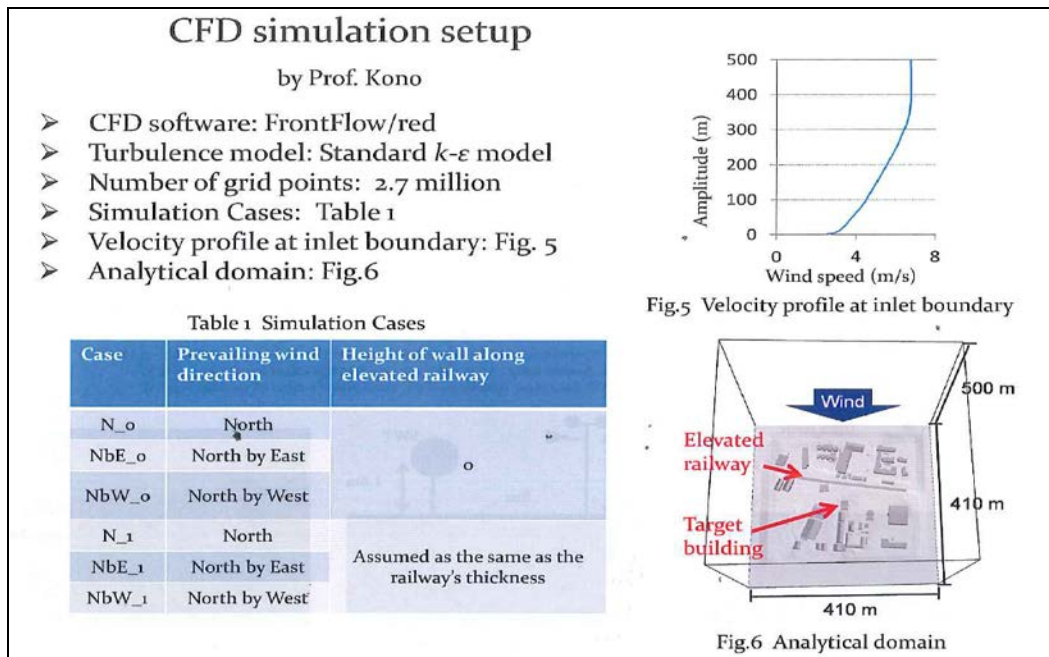 CFD simulation setup
by Prof. Kono
➢ CFD software: FrontFlow/red
➢ Turbulence model: Standard k-ε model
➢ Number of grid points: 2.7 million
➢ Simulation Cases: Table 1
➢ Velocity profile at inlet boundary: Fig. 5
➢ Analytical domain: Fig.6
Table 1 Simulation Cases
Case Prevailing wind direction Height of wall along elevated railway
N_0 North 0
NbE_0 North by East
NbW_0 North by West
N_1 North Assumed as the same as the railway's thickness
NbE_1 North by East
NbW_1 North by West
500
400
300
200
100
0
Amplitude (m)
0 4 8
Wind speed (m/s)
Fig.5 Velocity profile at inlet boundary
Wind
500 m
Elevated
railway
410 m
Target
building
410 m
Fig.6 Analytical domain